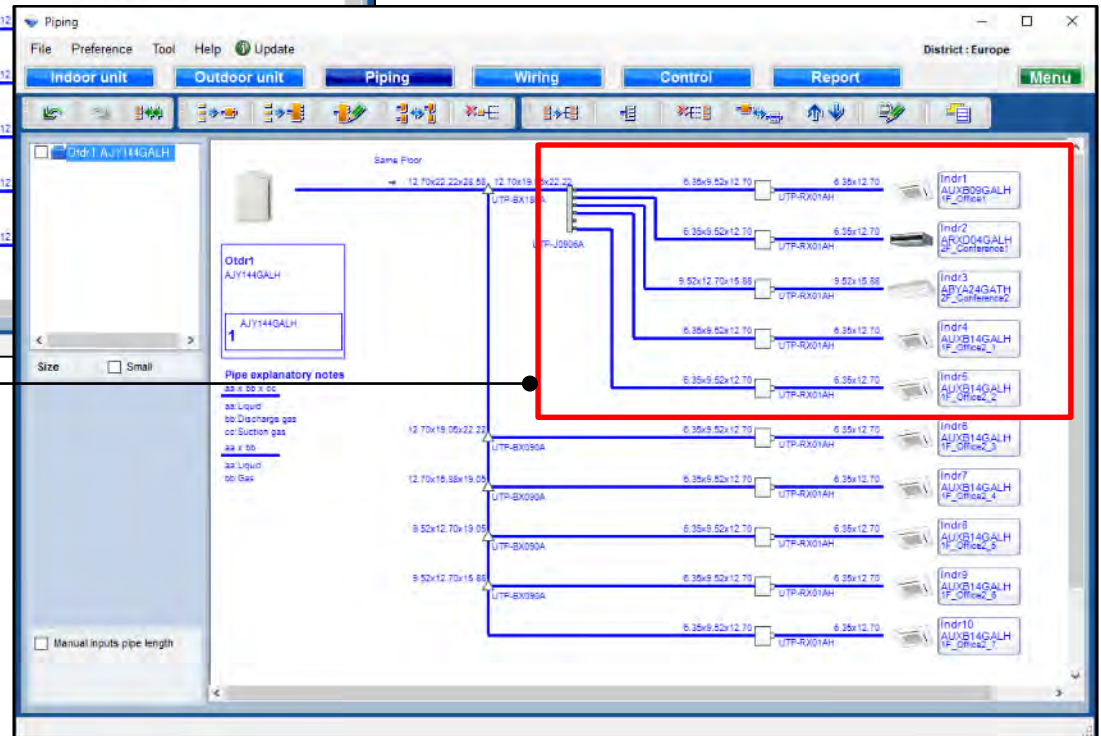 12
12
12
12
12
Piping
File Preference Tool Help Update
District : Europe
Indoor unit Outdoor unit Piping Wiring Control Report Menu
Otdr1 AJY144GALH
Size Small
Manual inputs pipe length
Same Floor
12.70x22.22x28.58
UTP-J0906A
Otdr1
AJY144GALH
AJY144GALH
1
Pipe explanatory notes
aa x bb x cc
aa:Liquid
bb:Discharge gas
cc:Suction gas
aa x bb
aa:Liquid
bb:Gas
6.35x9.52x12.70 UTP-RX01AH 6.35x12.70
Indr1
AUXB09GALH
1F_Office1
6.35x9.52x12.70 UTP-RX01AH 6.35x12.70
Indr2
ARXD04GALH
2F_Conference1
9.52x12.70x15.88 UTP-RX01AH 9.52x15.88
Indr3
ABYA24GATH
2F_Conference2
6.35x9.52x12.70 UTP-RX01AH 6.35x12.70
Indr4
AUXB14GALH
1F_Office2_1
6.35x9.52x12.70 UTP-RX01AH 6.35x12.70
Indr5
AUXB14GALH
1F_Office2_2
12.70x19.05x22.22 UTP-BX090A 6.35x9.52x12.70 UTP-RX01AH 6.35x12.70
Indr6
AUXB14GALH
1F_Office2_3
12.70x15.88x19.05 UTP-BX090A 6.35x9.52x12.70 UTP-RX01AH 6.35x12.70
Indr7
AUXB14GALH
1F_Office2_4
9.52x12.70x19.05 UTP-BX090A 6.35x9.52x12.70 UTP-RX01AH 6.35x12.70
Indr8
AUXB14GALH
1F_Office2_5
9.52x12.70x15.88 UTP-BX090A 6.35x9.52x12.70 UTP-RX01AH 6.35x12.70
Indr9
AUXB14GALH
1F_Office2_6
6.35x9.52x12.70 UTP-RX01AH 6.35x12.70
Indr10
AUXB14GALH
1F_Office2_7